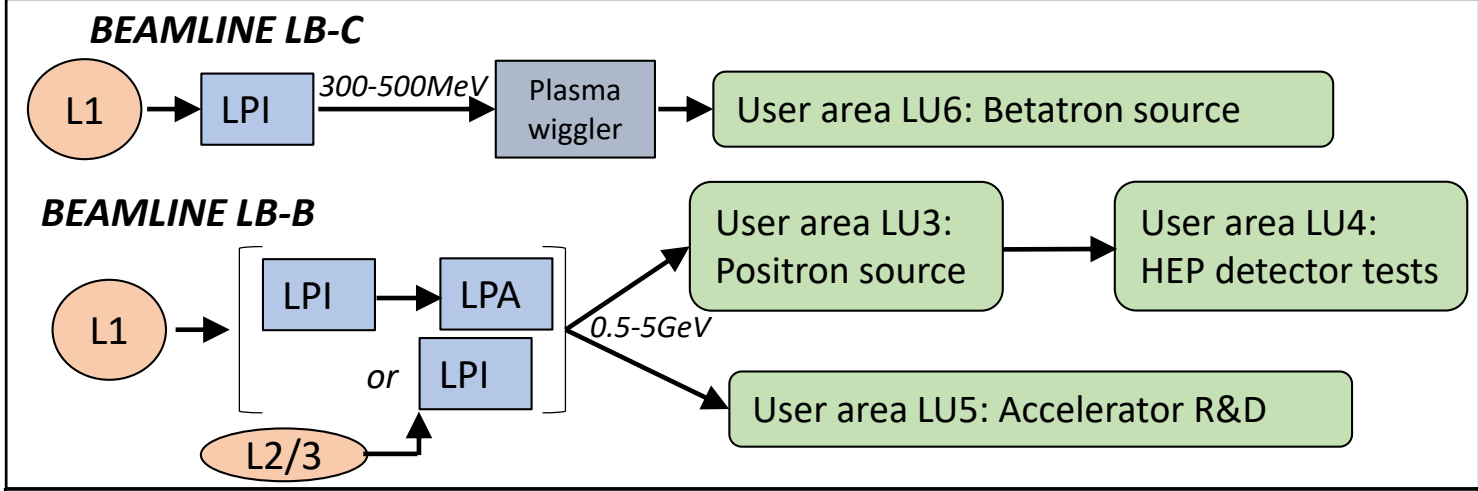 BEAMLINE LB-C
L1
LPI
300-500MeV
Plasma
wiggler
User area LU6: Betatron source
BEAMLINE LB-B
L1
LPI
LPA
or
LPI
L2/3
0.5-5GeV
User area LU3:
Positron source
User area LU4:
HEP detector tests
User area LU5: Accelerator R&D